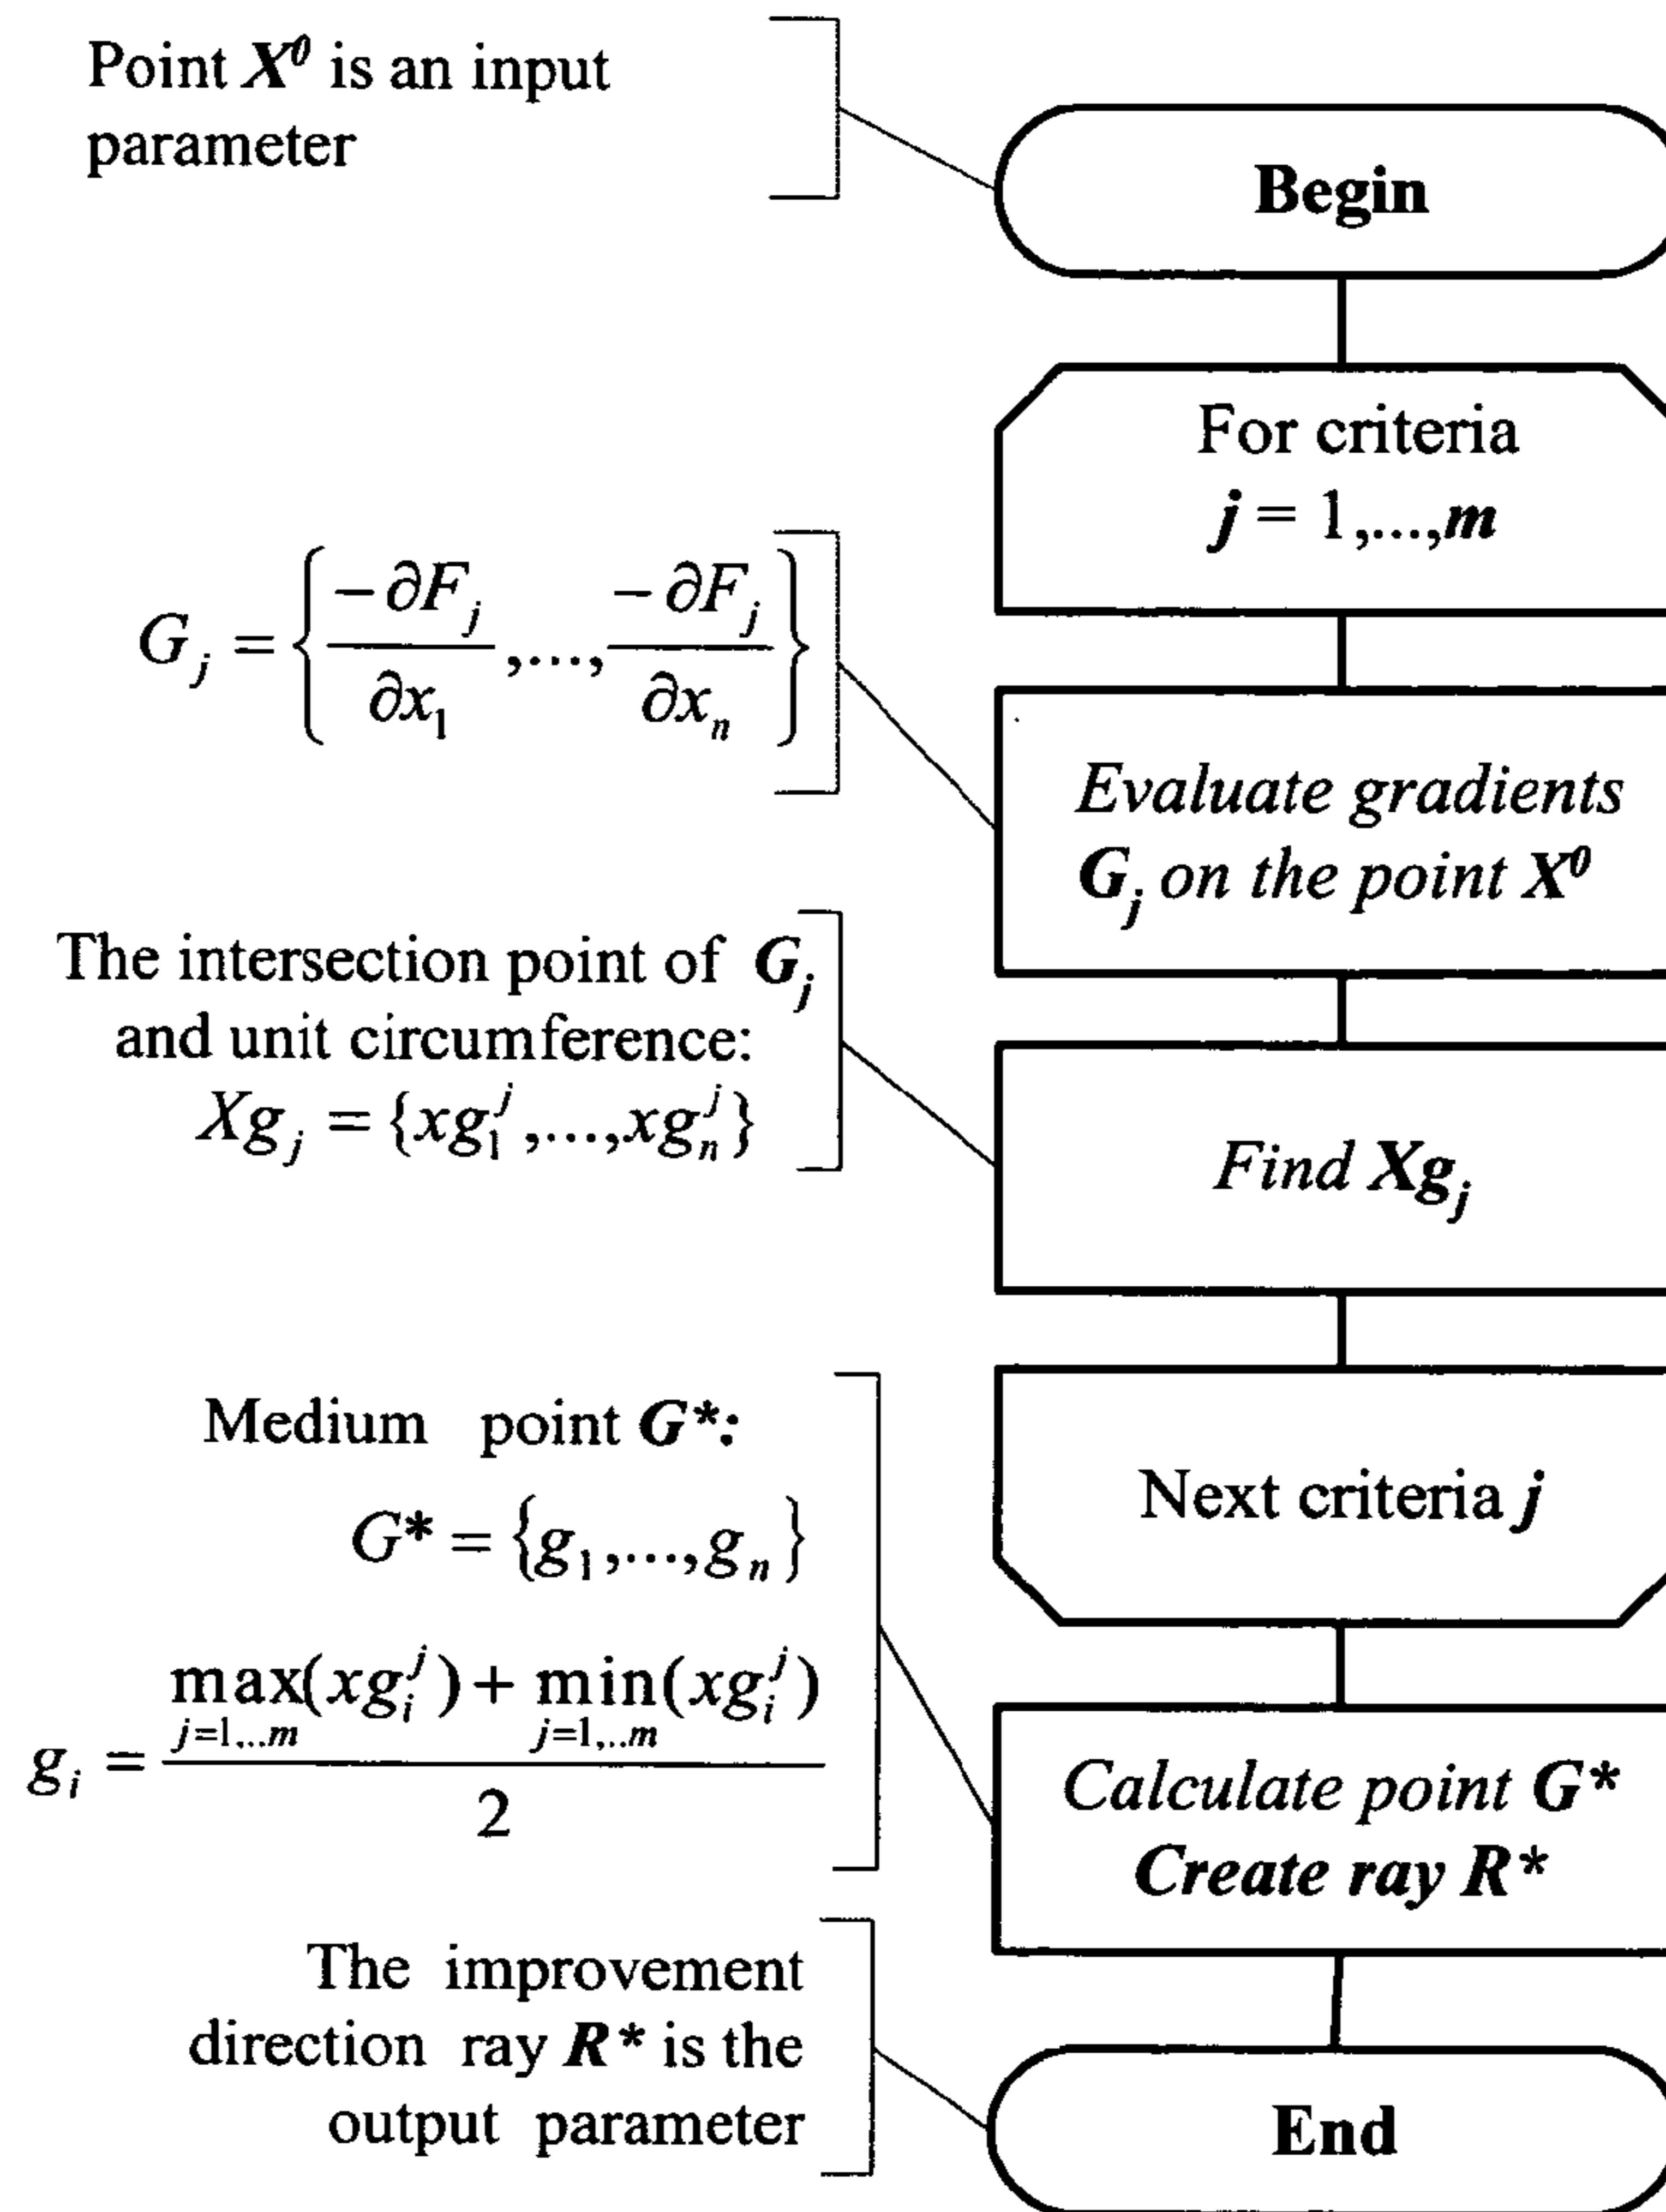 Point X⁰ is an input
parameter
Begin
For criteria
j = 1,...,m
G_j = { −∂F_j / ∂x_1 ,..., −∂F_j / ∂x_n }
Evaluate gradients
G_j on the point X⁰
The intersection point of G_j
and unit circumference:
Xg_j = {xg_1^j,...,xg_n^j}
Find Xg_j
Next criteria j
Medium point G*:
G* = {g_1,...,g_n}
g_i = (max_{j=1,..m}(xg_i^j) + min_{j=1,..m}(xg_i^j)) / 2
Calculate point G*
Create ray R*
The improvement
direction ray R* is the
output parameter
End